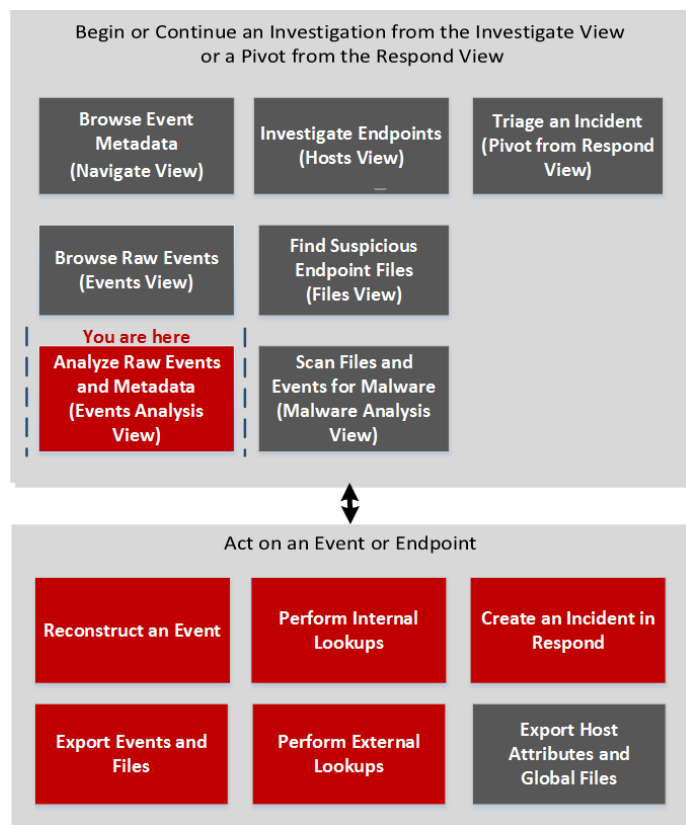 Begin or Continue an Investigation from the Investigate View
or a Pivot from the Respond View
Browse Event
Metadata
(Navigate View)
Investigate Endpoints
(Hosts View)
Triage an Incident
(Pivot from Respond
View)
Browse Raw Events
(Events View)
Find Suspicious
Endpoint Files
(Files View)
You are here
Analyze Raw Events
and Metadata
(Events Analysis
View)
Scan Files and
Events for Malware
(Malware Analysis
View)
Act on an Event or Endpoint
Reconstruct an Event
Perform Internal
Lookups
Create an Incident in
Respond
Export Events and
Files
Perform External
Lookups
Export Host
Attributes and
Global Files